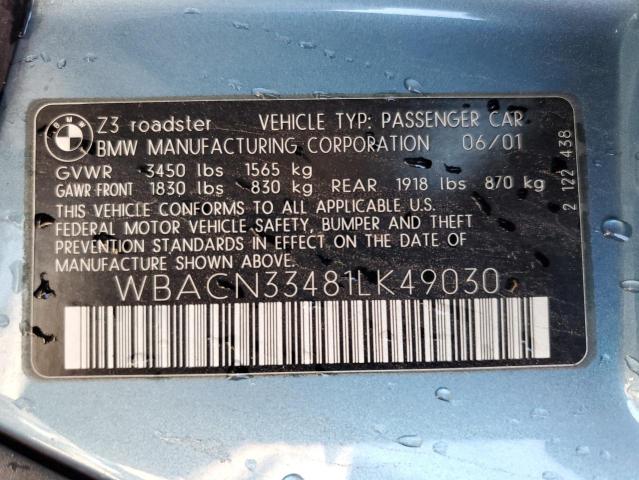 BMW
Z3 roadster VEHICLE TYP: PASSENGER CAR
BMW MANUFACTURING CORPORATION 06/01
GVWR 3450 lbs 1565 kg
GAWR-FRONT 1830 lbs 830 kg REAR 1918 lbs 870 kg
THIS VEHICLE CONFORMS TO ALL APPLICABLE U.S.
FEDERAL MOTOR VEHICLE SAFETY, BUMPER AND THEFT
PREVENTION STANDARDS IN EFFECT ON THE DATE OF
MANUFACTURE SHOWN ABOVE.
WBACN33481LK49030
2 122 438